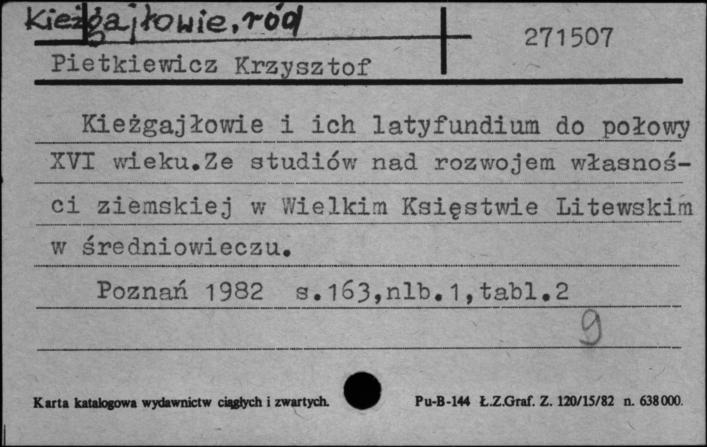 Kieżgajłowie, ród
271507
Pietkiewicz Krzysztof
Kieżgajłowie i ich latyfundium do połowy
XVI wieku.Ze studiów nad rozwojem własnoś-
ci ziemskiej w Wielkim Księstwie Litewskim
w średniowieczu.
Poznań 1982 s.163,nlb.1,tabl.2
9
Karta katalogowa wydawnictw ciągłych i zwartych. Pu-B-144 Ł.Z.Graf. Z. 120/15/82 n. 638000.